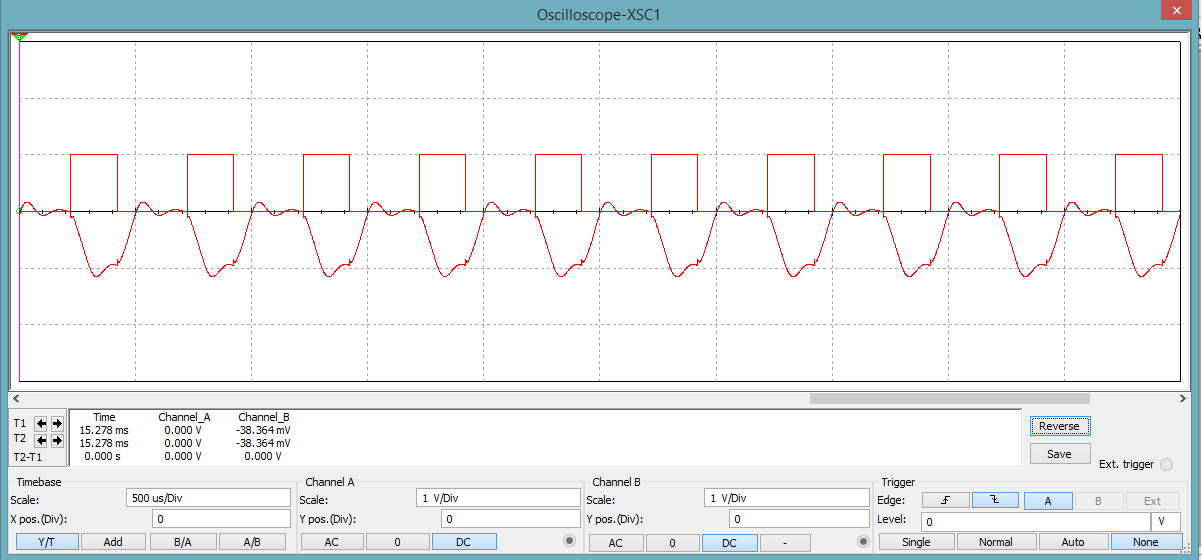 Oscilloscope-XSC1
Time Channel_A Channel_B
T1 15.278 ms 0.000 V -38.364 mV
T2 15.278 ms 0.000 V -38.364 mV
T2-T1 0.000 s 0.000 V 0.000 V
Reverse
Save
Ext. trigger
Timebase
Scale: 500 us/Div
X pos.(Div): 0
Y/T Add B/A A/B
Channel A
Scale: 1 V/Div
Y pos.(Div): 0
AC 0 DC
Channel B
Scale: 1 V/Div
Y pos.(Div): 0
AC 0 DC -
Trigger
Edge: A B Ext
Level: 0 V
Single Normal Auto None